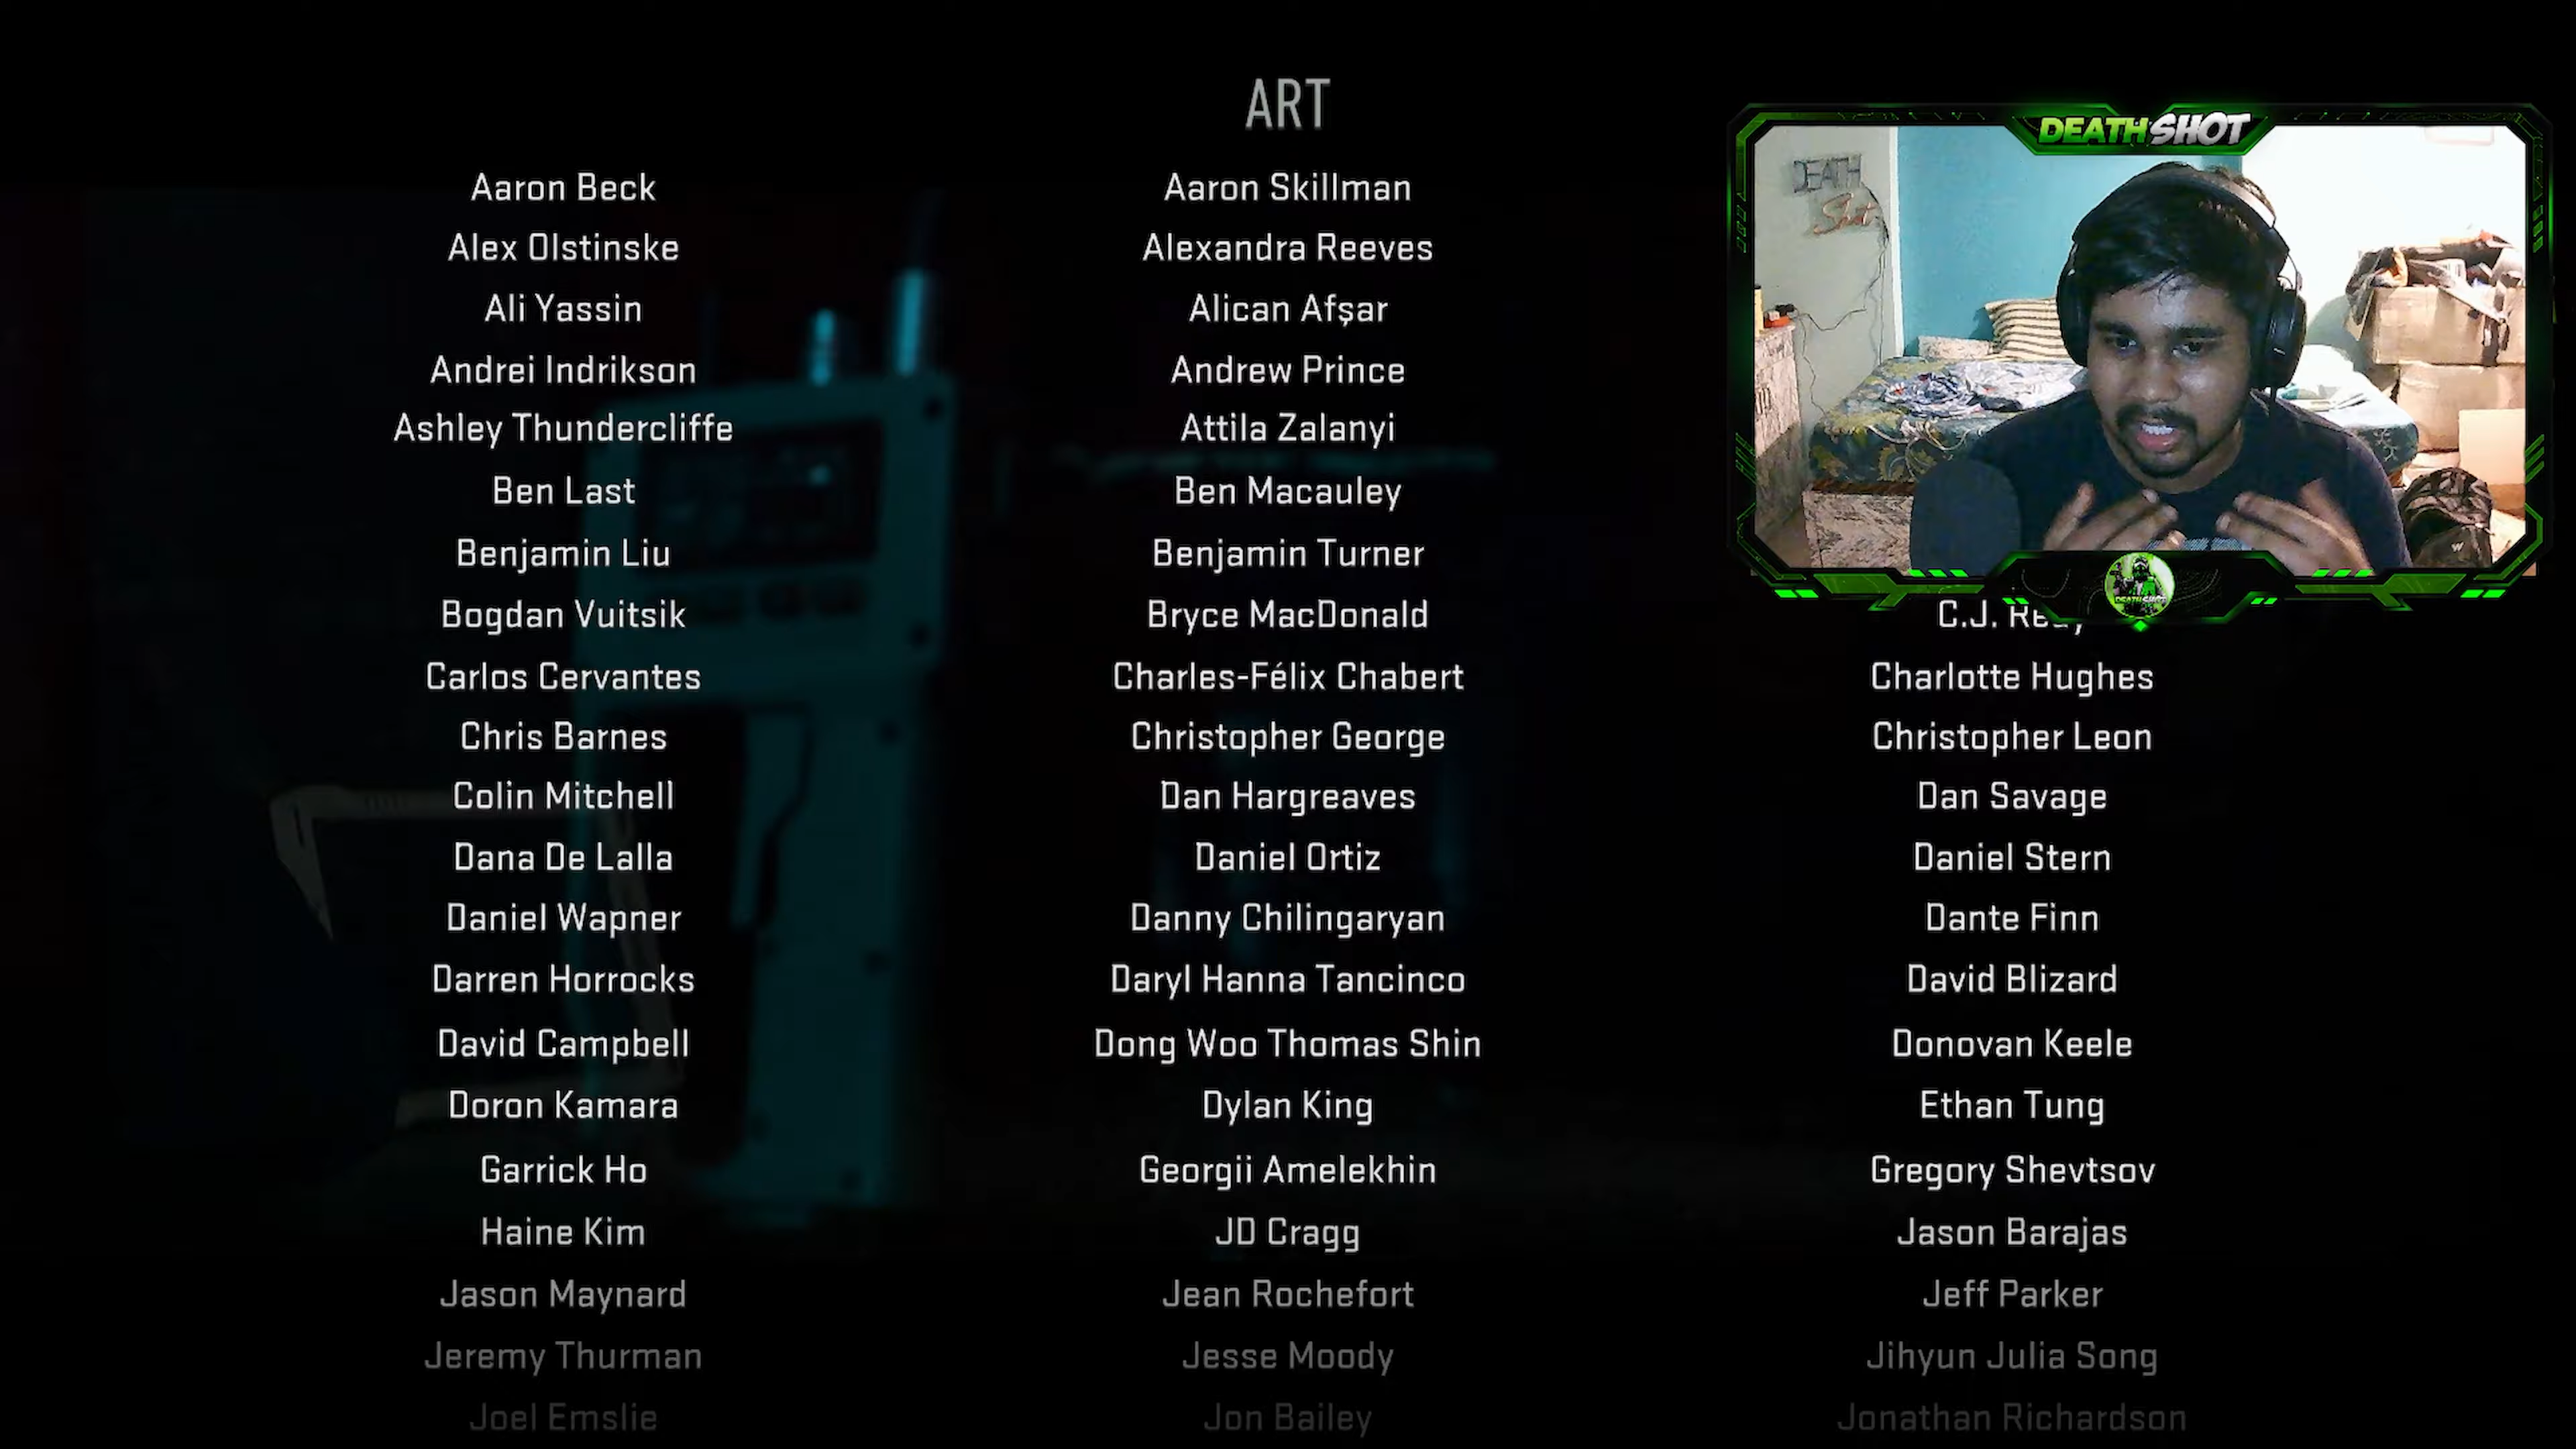 ART
Aaron Beck Aaron Skillman
Alex Olstinske Alexandra Reeves
Ali Yassin Alican Afşar
Andrei Indrikson Andrew Prince
Ashley Thundercliffe Attila Zalanyi
Ben Last Ben Macauley
Benjamin Liu Benjamin Turner
Bogdan Vuitsik Bryce MacDonald C.J.
Carlos Cervantes Charles-Félix Chabert Charlotte Hughes
Chris Barnes Christopher George Christopher Leon
Colin Mitchell Dan Hargreaves Dan Savage
Dana De Lalla Daniel Ortiz Daniel Stern
Daniel Wapner Danny Chilingaryan Dante Finn
Darren Horrocks Daryl Hanna Tancinco David Blizard
David Campbell Dong Woo Thomas Shin Donovan Keele
Doron Kamara Dylan King Ethan Tung
Garrick Ho Georgii Amelekhin Gregory Shevtsov
Haine Kim JD Cragg Jason Barajas
Jason Maynard Jean Rochefort Jeff Parker
Jeremy Thurman Jesse Moody Jihyun Julia Song
Joel Emslie Jon Bailey Jonathan Richardson
DEATH SHOT
DEATH
Shot
DEATH SHOT